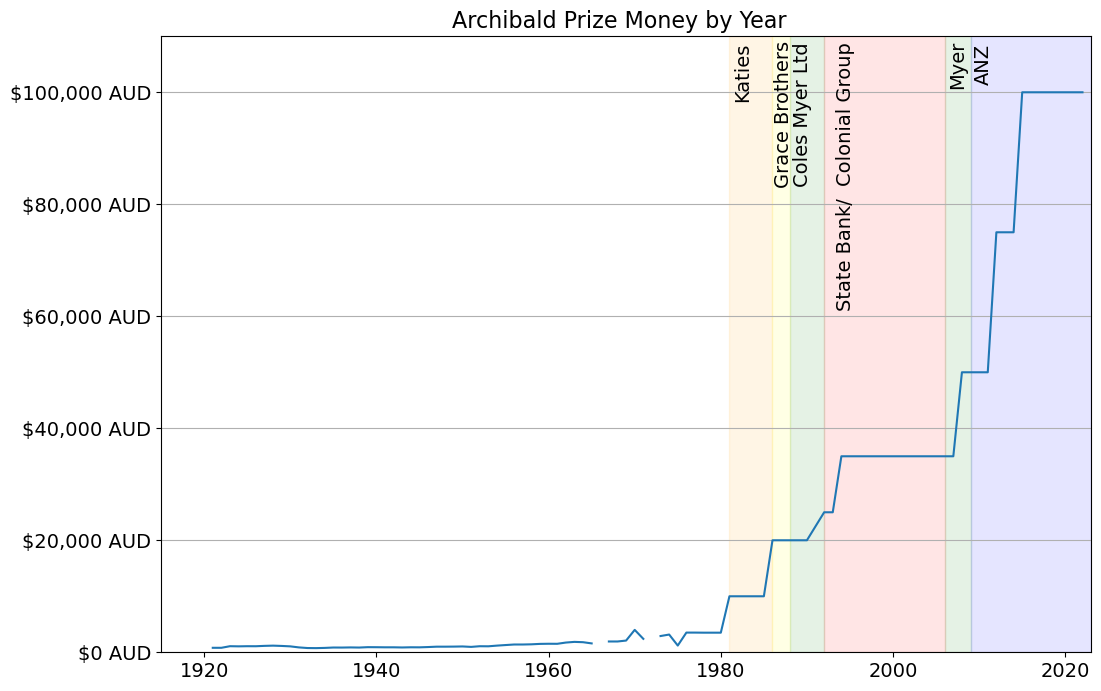 Archibald Prize Money by Year
$100,000 AUD
$80,000 AUD
$60,000 AUD
$40,000 AUD
$20,000 AUD
$0 AUD
Katies
Grace Brothers
Coles Myer Ltd
State Bank/ Colonial Group
Myer
ANZ
1920
1940
1960
1980
2000
2020